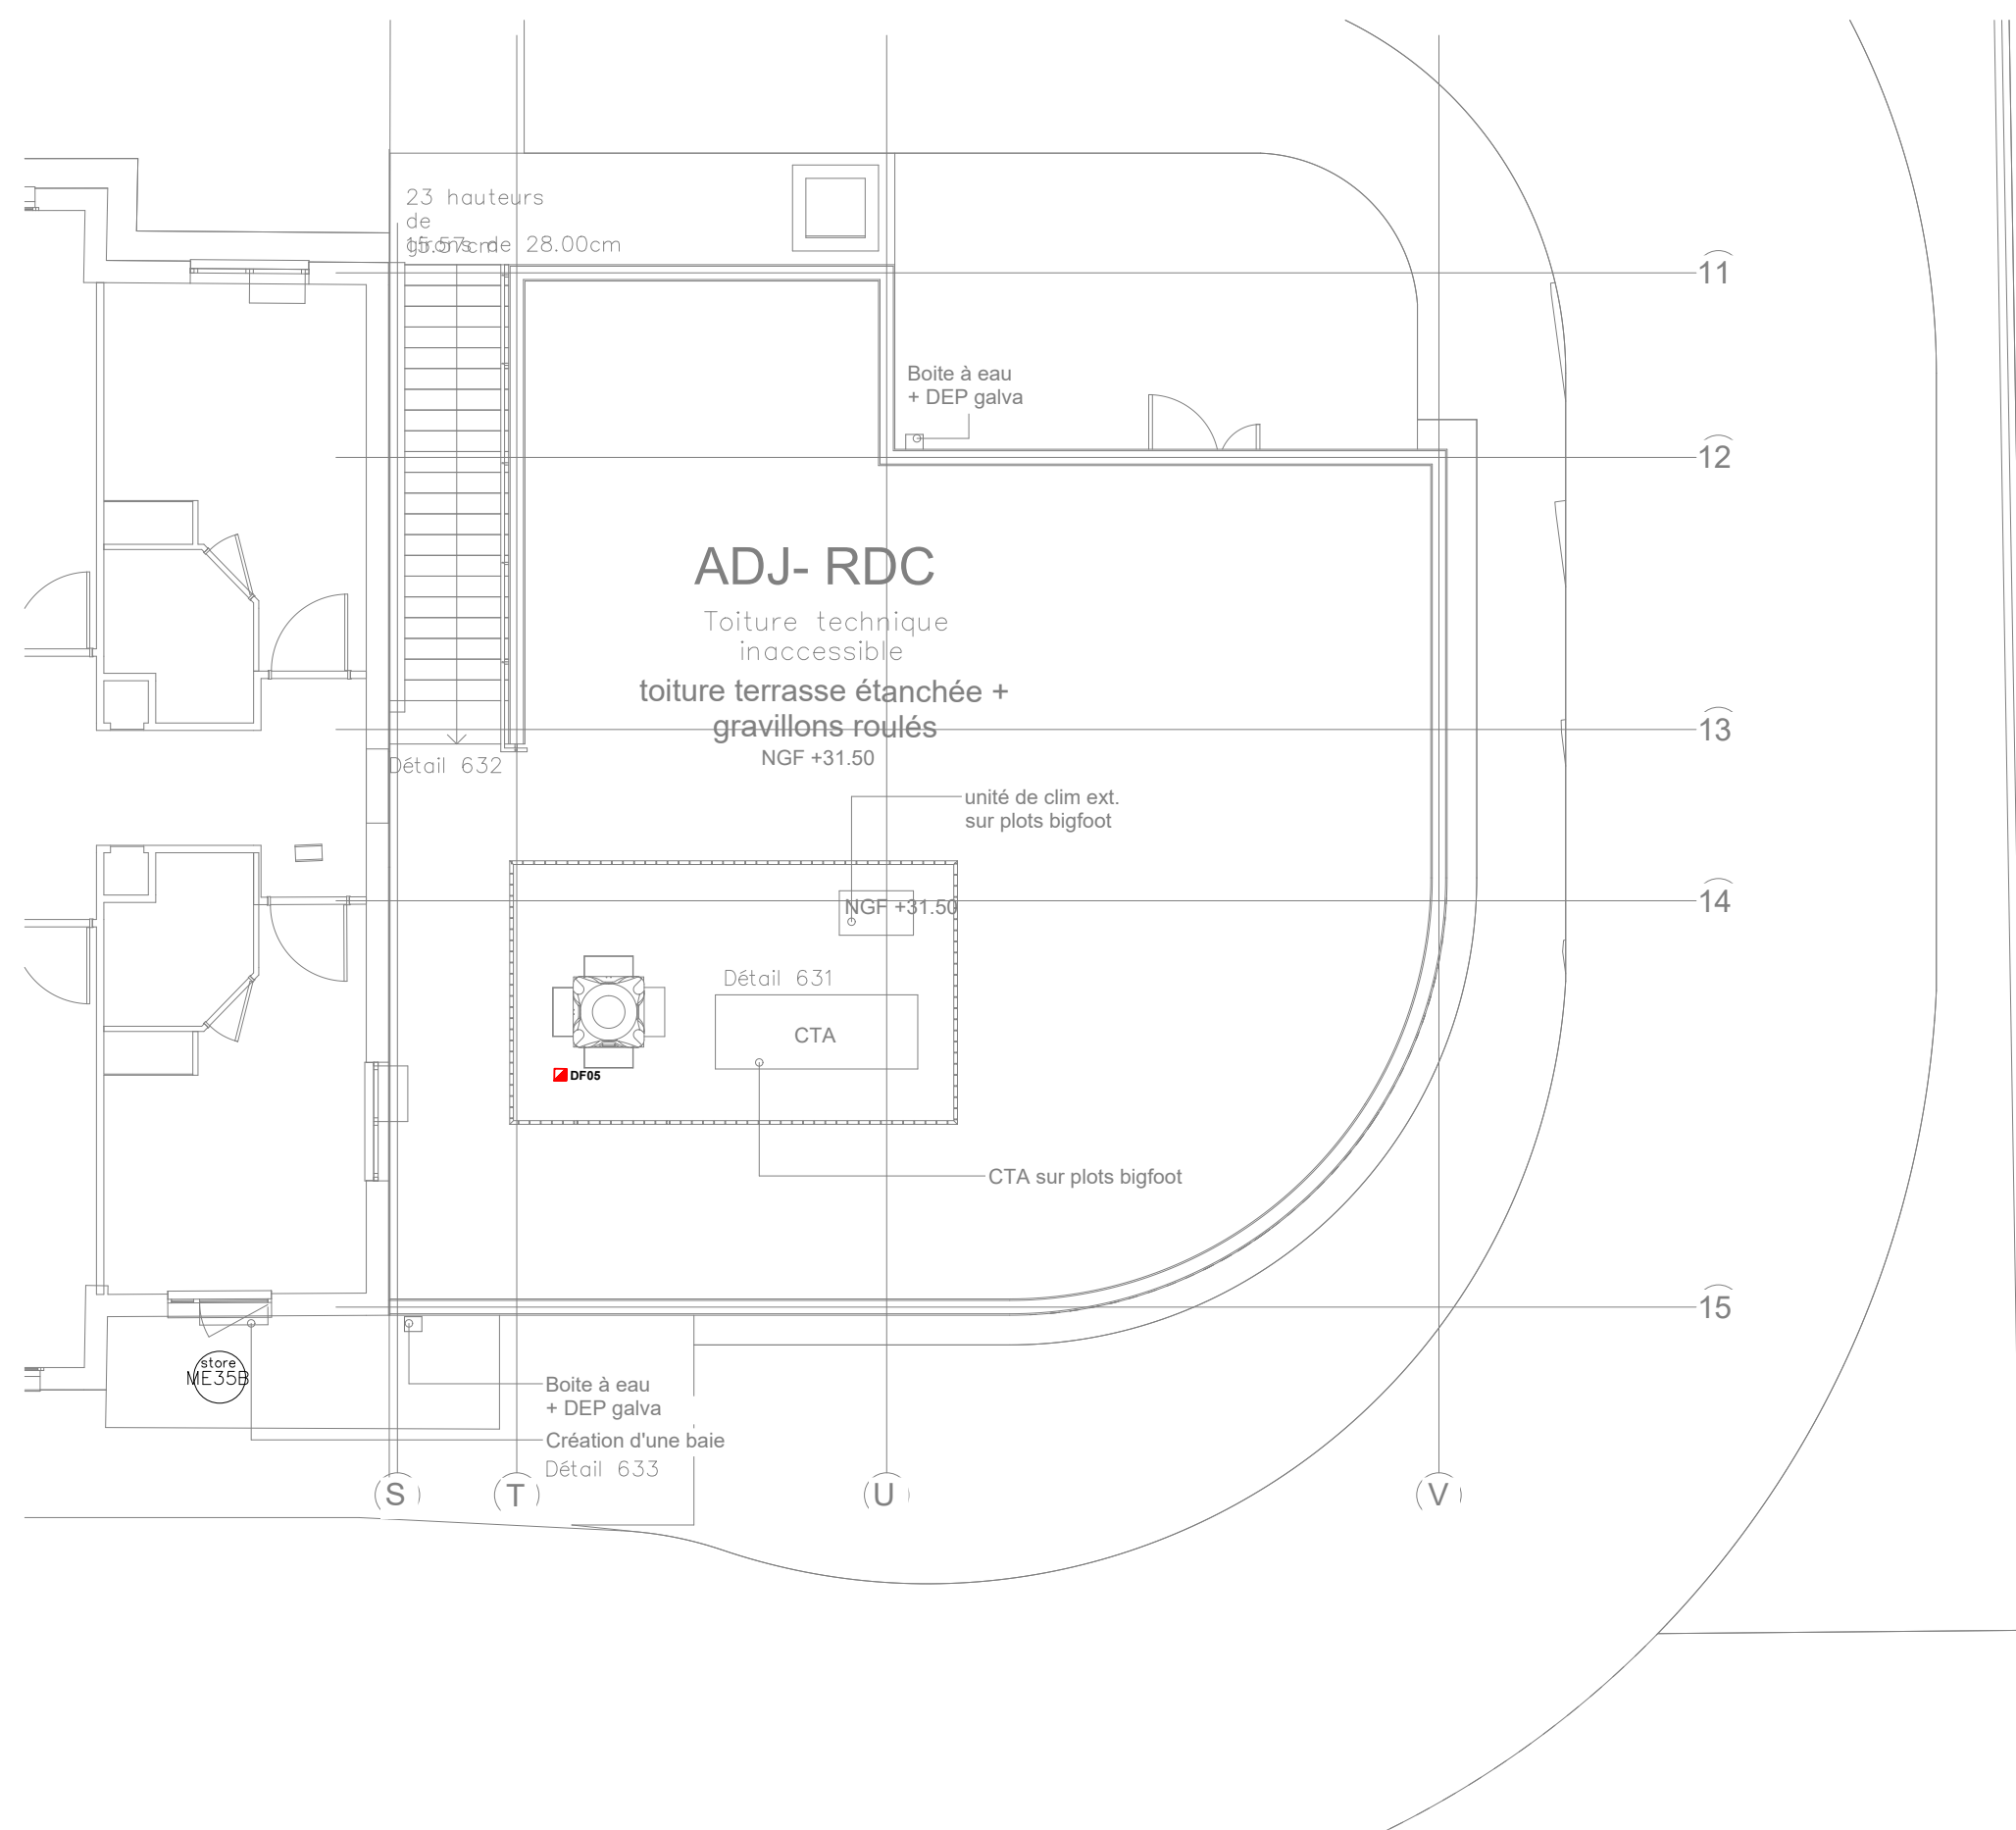 23 hauteurs
de
15.57cm
girons de 28.00cm
11
Boite à eau
+ DEP galva
12
ADJ- RDC
Toiture technique
inaccessible
toiture terrasse étanchée +
gravillons roulés
NGF +31.50
13
Détail 632
unité de clim ext.
sur plots bigfoot
14
NGF +31.50
Détail 631
CTA
DF05
CTA sur plots bigfoot
15
store
ME35B
Boite à eau
+ DEP galva
Création d'une baie
Détail 633
S
T
U
V